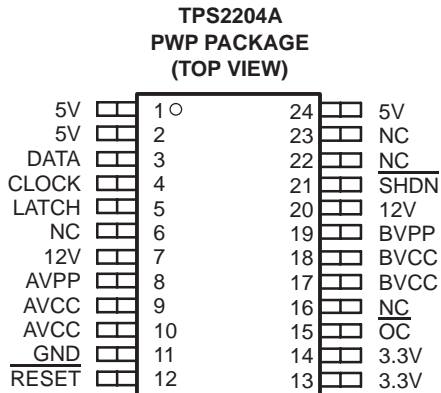 TPS2204A
PWP PACKAGE
(TOP VIEW)
5V 1 24 5V
5V 2 23 NC
DATA 3 22 NC
CLOCK 4 21 SHDN
LATCH 5 20 12V
NC 6 19 BVPP
12V 7 18 BVCC
AVPP 8 17 BVCC
AVCC 9 16 NC
AVCC 10 15 OC
GND 11 14 3.3V
RESET 12 13 3.3V